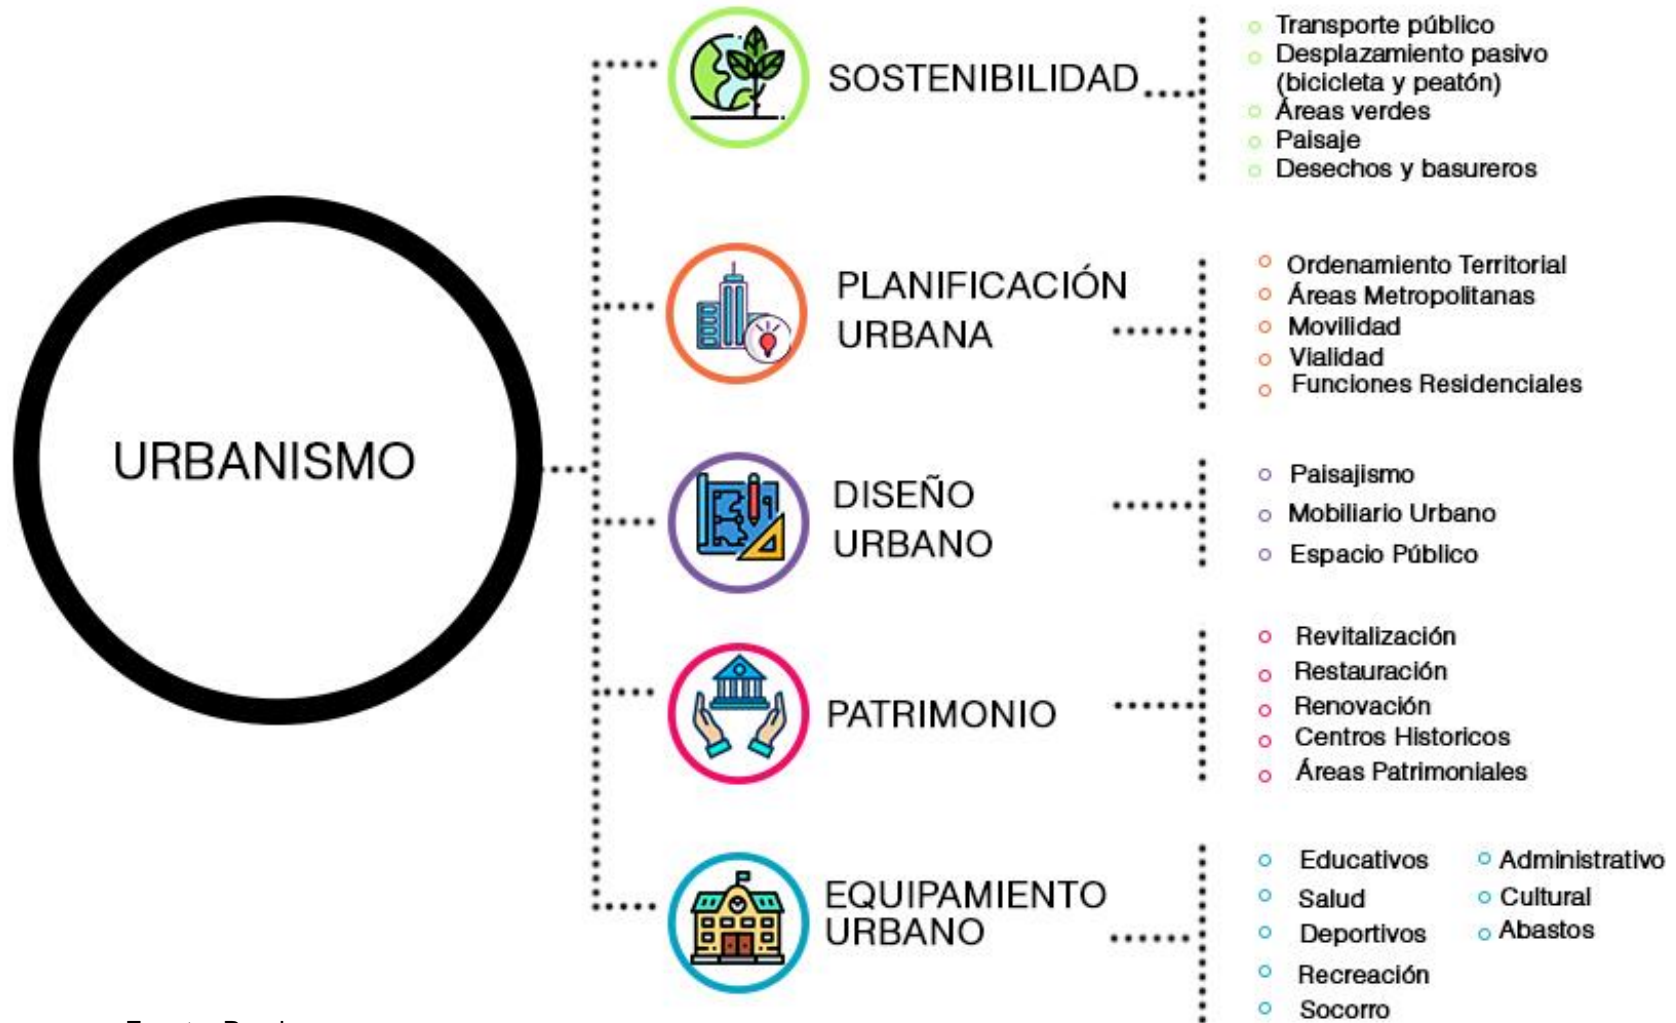 URBANISMO
SOSTENIBILIDAD
Transporte público
Desplazamiento pasivo
(bicicleta y peatón)
Áreas verdes
Paisaje
Desechos y basureros
PLANIFICACIÓN
URBANA
Ordenamiento Territorial
Áreas Metropolitanas
Movilidad
Vialidad
Funciones Residenciales
DISEÑO
URBANO
Paisajismo
Mobiliario Urbano
Espacio Público
PATRIMONIO
Revitalización
Restauración
Renovación
Centros Historicos
Áreas Patrimoniales
EQUIPAMIENTO
URBANO
Educativos
Salud
Deportivos
Recreación
Socorro
Administrativo
Cultural
Abastos